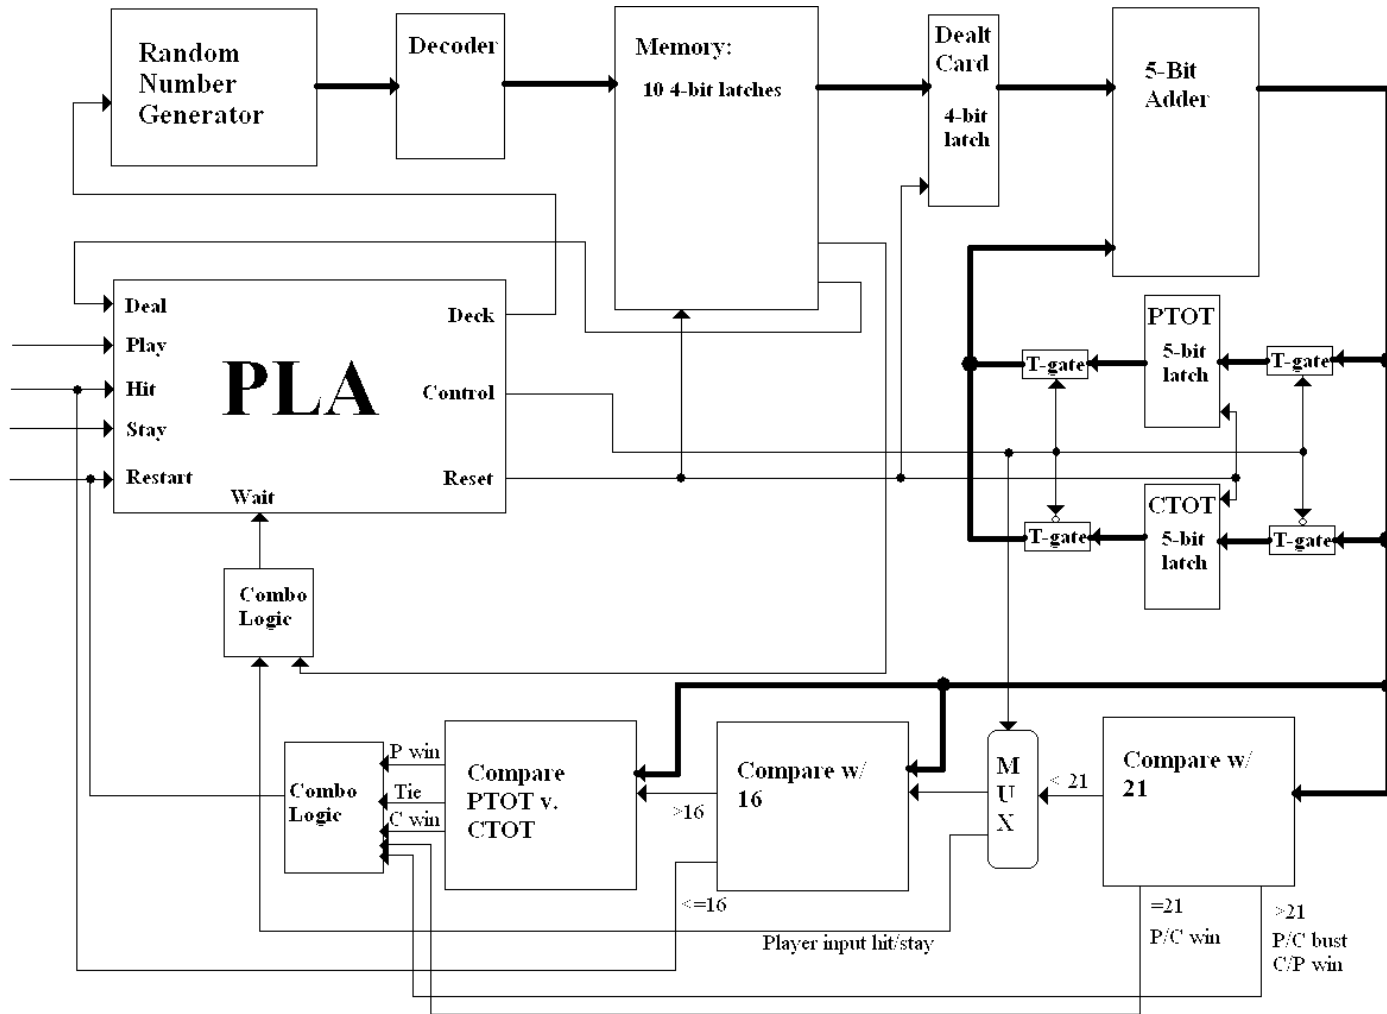 Random
Number
Generator
Decoder
Memory:
10 4-bit latches
Dealt
Card
4-bit
latch
5-Bit
Adder
Deal
Play
Hit
Stay
Restart
Wait
PLA
Deck
Control
Reset
PTOT
5-bit
latch
T-gate
T-gate
CTOT
5-bit
latch
T-gate
T-gate
Combo
Logic
Combo
Logic
P win
Tie
C win
Compare
PTOT v.
CTOT
>16
<=16
Compare w/
16
M
U
X
< 21
Compare w/
21
Player input hit/stay
=21
P/C win
>21
P/C bust
C/P win